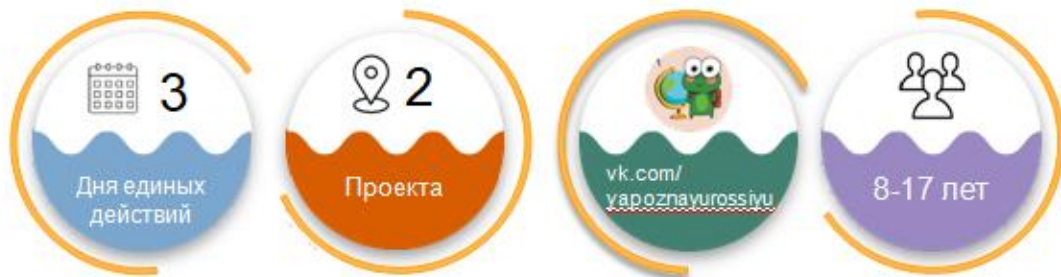 3
Дня единых
действий
2
Проекта
vk.com/
yapoznayurossiyu
8-17 лет